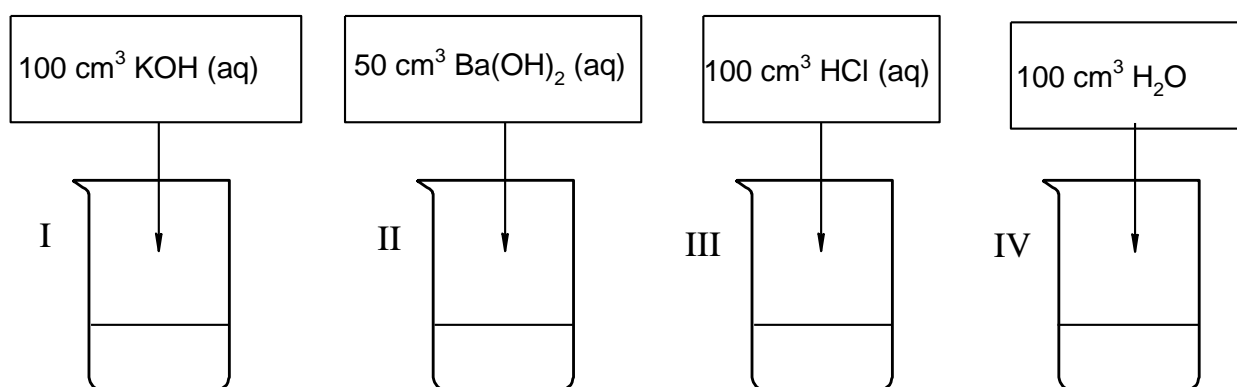 100 cm³ KOH (aq)
50 cm³ Ba(OH)₂ (aq)
100 cm³ HCl (aq)
100 cm³ H₂O
I
II
III
IV